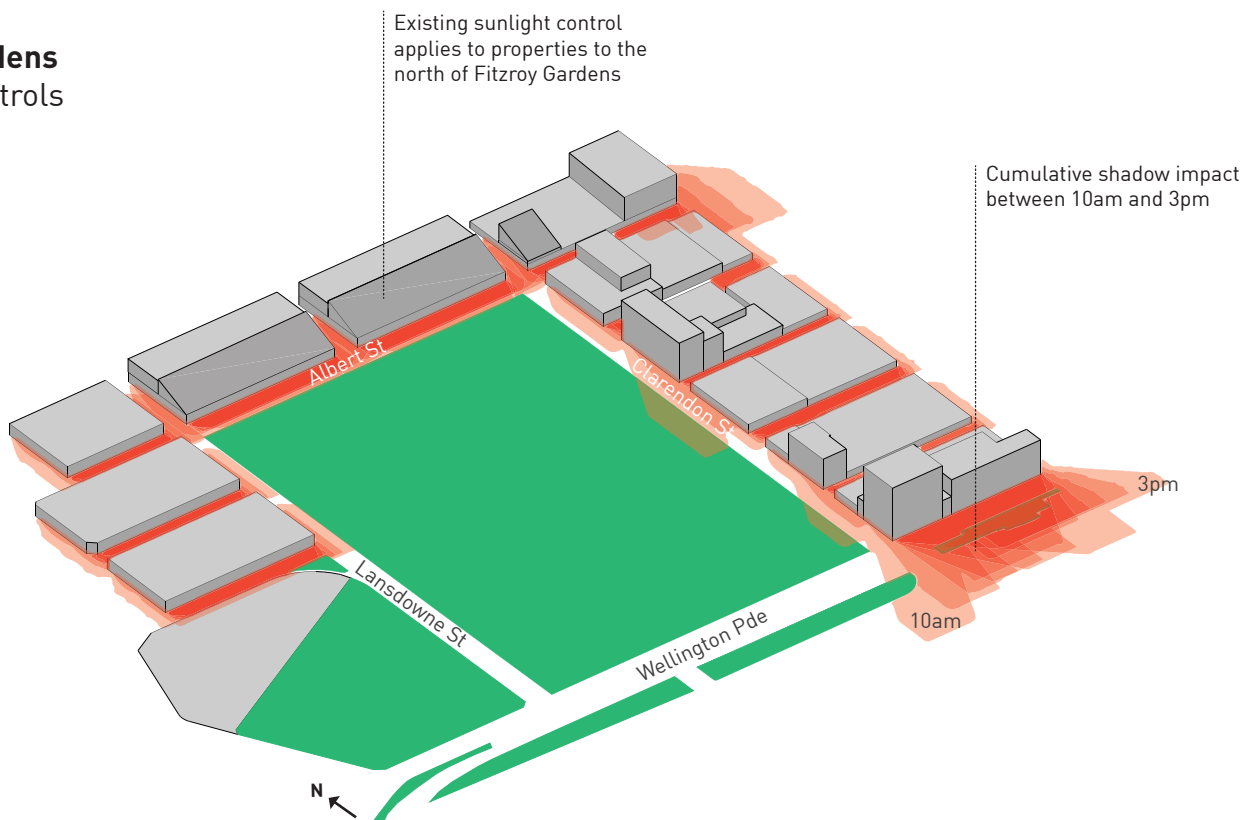 dens
trols
Existing sunlight control
applies to properties to the
north of Fitzroy Gardens
Cumulative shadow impact
between 10am and 3pm
Albert St
Clarendon St
3pm
10am
Lansdowne St
Wellington Pde
N